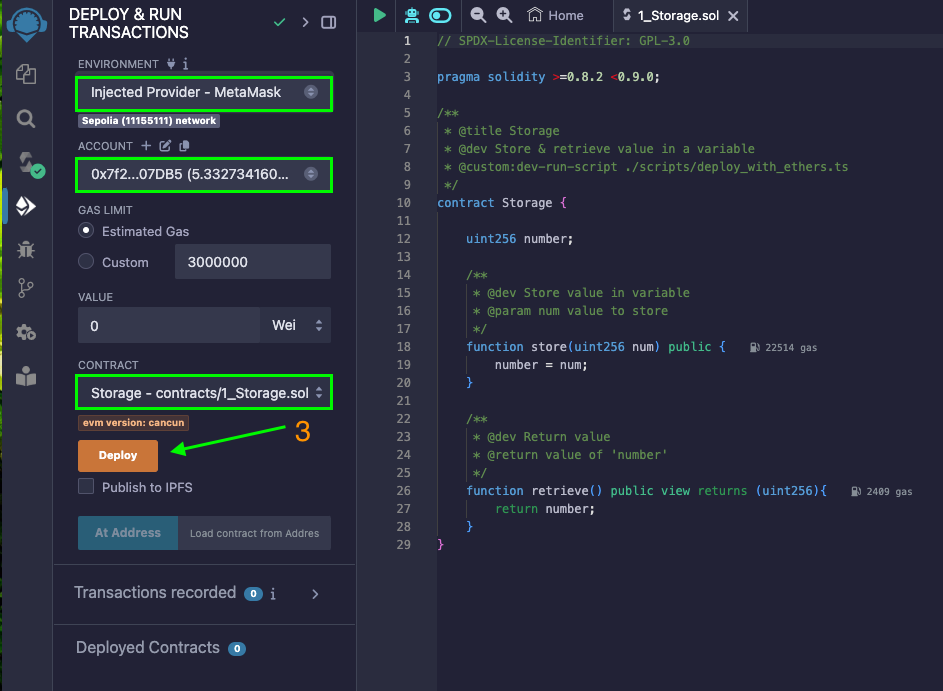 DEPLOY & RUN
TRANSACTIONS
ENVIRONMENT
Injected Provider - MetaMask
Sepolia (11155111) network
ACCOUNT
0x7f2...07DB5 (5.332734160...
GAS LIMIT
Estimated Gas
Custom 3000000
VALUE
0 Wei
CONTRACT
Storage - contracts/1_Storage.sol
evm version: cancun
Deploy
3
Publish to IPFS
At Address Load contract from Addres
Transactions recorded 0 i
Deployed Contracts 0
Home 1_Storage.sol
1 // SPDX-License-Identifier: GPL-3.0
2
3 pragma solidity >=0.8.2 <0.9.0;
4
5 /**
6 * @title Storage
7 * @dev Store & retrieve value in a variable
8 * @custom:dev-run-script ./scripts/deploy_with_ethers.ts
9 */
10 contract Storage {
11
12 uint256 number;
13
14 /**
15 * @dev Store value in variable
16 * @param num value to store
17 */
18 function store(uint256 num) public { 22514 gas
19 number = num;
20 }
21
22 /**
23 * @dev Return value
24 * @return value of 'number'
25 */
26 function retrieve() public view returns (uint256){ 2409 gas
27 return number;
28 }
29 }